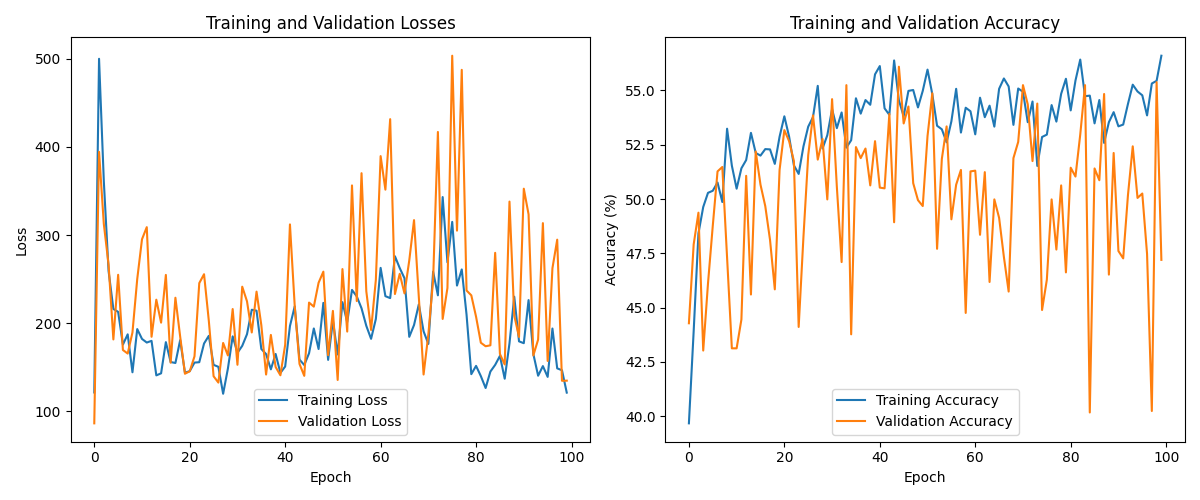 Training and Validation Losses
500
400
300
200
100
Loss
0
20
40
60
80
100
Epoch
Training Loss
Validation Loss
Training and Validation Accuracy
55.0
52.5
50.0
47.5
45.0
42.5
40.0
Accuracy (%)
0
20
40
60
80
100
Epoch
Training Accuracy
Validation Accuracy